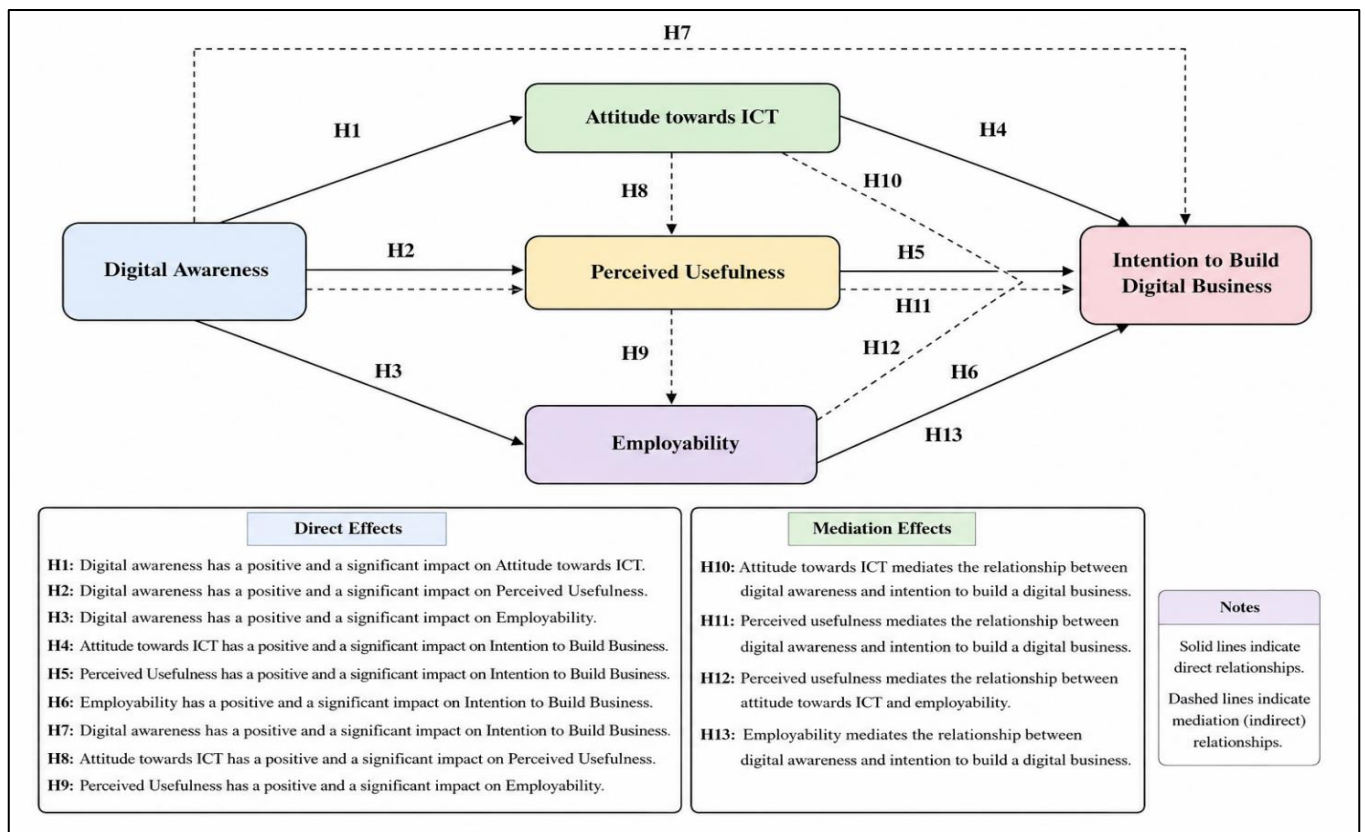 H7
Attitude towards ICT
H1
H4
H10
H8
Digital Awareness
H2
Perceived Usefulness
H5
Intention to Build
Digital Business
H11
H12
H9
H3
H6
Employability
H13
Direct Effects
H1: Digital awareness has a positive and a significant impact on Attitude towards ICT.
H2: Digital awareness has a positive and a significant impact on Perceived Usefulness.
H3: Digital awareness has a positive and a significant impact on Employability.
H4: Attitude towards ICT has a positive and a significant impact on Intention to Build Business.
H5: Perceived Usefulness has a positive and a significant impact on Intention to Build Business.
H6: Employability has a positive and a significant impact on Intention to Build Business.
H7: Digital awareness has a positive and a significant impact on Intention to Build Business.
H8: Attitude towards ICT has a positive and a significant impact on Perceived Usefulness.
H9: Perceived Usefulness has a positive and a significant impact on Employability.
Mediation Effects
H10: Attitude towards ICT mediates the relationship between
digital awareness and intention to build a digital business.
H11: Perceived usefulness mediates the relationship between
digital awareness and intention to build a digital business.
H12: Perceived usefulness mediates the relationship between
attitude towards ICT and employability.
H13: Employability mediates the relationship between
digital awareness and intention to build a digital business.
Notes
Solid lines indicate
direct relationships.
Dashed lines indicate
mediation (indirect)
relationships.